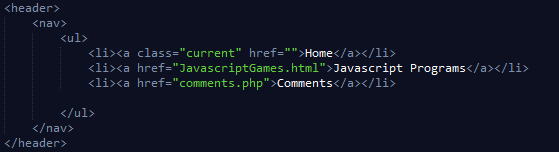 <header>
<nav>
<ul>
<li><a class="current" href="">Home</a></li>
<li><a href="JavascriptGames.html">Javascript Programs</a></li>
<li><a href="comments.php">Comments</a></li>
</ul>
</nav>
</header>